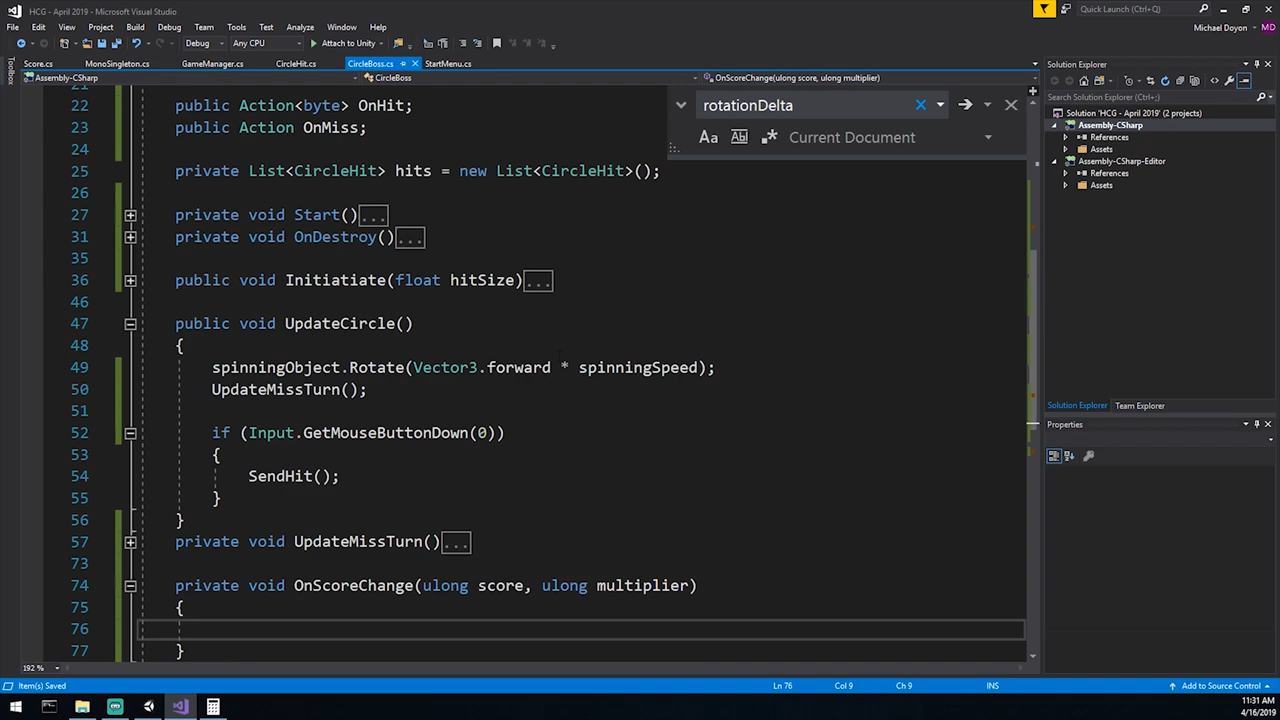 HCG - April 2019 - Microsoft Visual Studio
Quick Launch (Ctrl+Q)
File Edit View Project Build Debug Team Tools Test Analyze Window Help
Michael Doyon MD
Debug Any CPU Attach to Unity
Toolbox
Score.cs MonoSingleton.cs GameManager.cs CircleHit.cs CircleBoss.cs StartMenu.cs
Assembly-CSharp CircleBoss OnScoreChange(ulong score, ulong multiplier)
21
22 public Action<byte> OnHit;
23 public Action OnMiss;
24
25 private List<CircleHit> hits = new List<CircleHit>();
26
27 private void Start()...
31 private void OnDestroy()...
35
36 public void Initiatiate(float hitSize)...
46
47 public void UpdateCircle()
48 {
49 spinningObject.Rotate(Vector3.forward * spinningSpeed);
50 UpdateMissTurn();
51
52 if (Input.GetMouseButtonDown(0))
53 {
54 SendHit();
55 }
56 }
57 private void UpdateMissTurn()...
73
74 private void OnScoreChange(ulong score, ulong multiplier)
75 {
76
77 }
rotationDelta
Aa Abl Current Document
192 %
Solution Explorer
Search Solution Explorer (Ctrl+;)
Solution 'HCG - April 2019' (2 projects)
Assembly-CSharp
References
Assets
Assembly-CSharp-Editor
References
Assets
Solution Explorer Team Explorer
Properties
Item(s) Saved Ln 76 Col 9 Ch 9 INS Add to Source Control
11:31 AM
4/16/2019